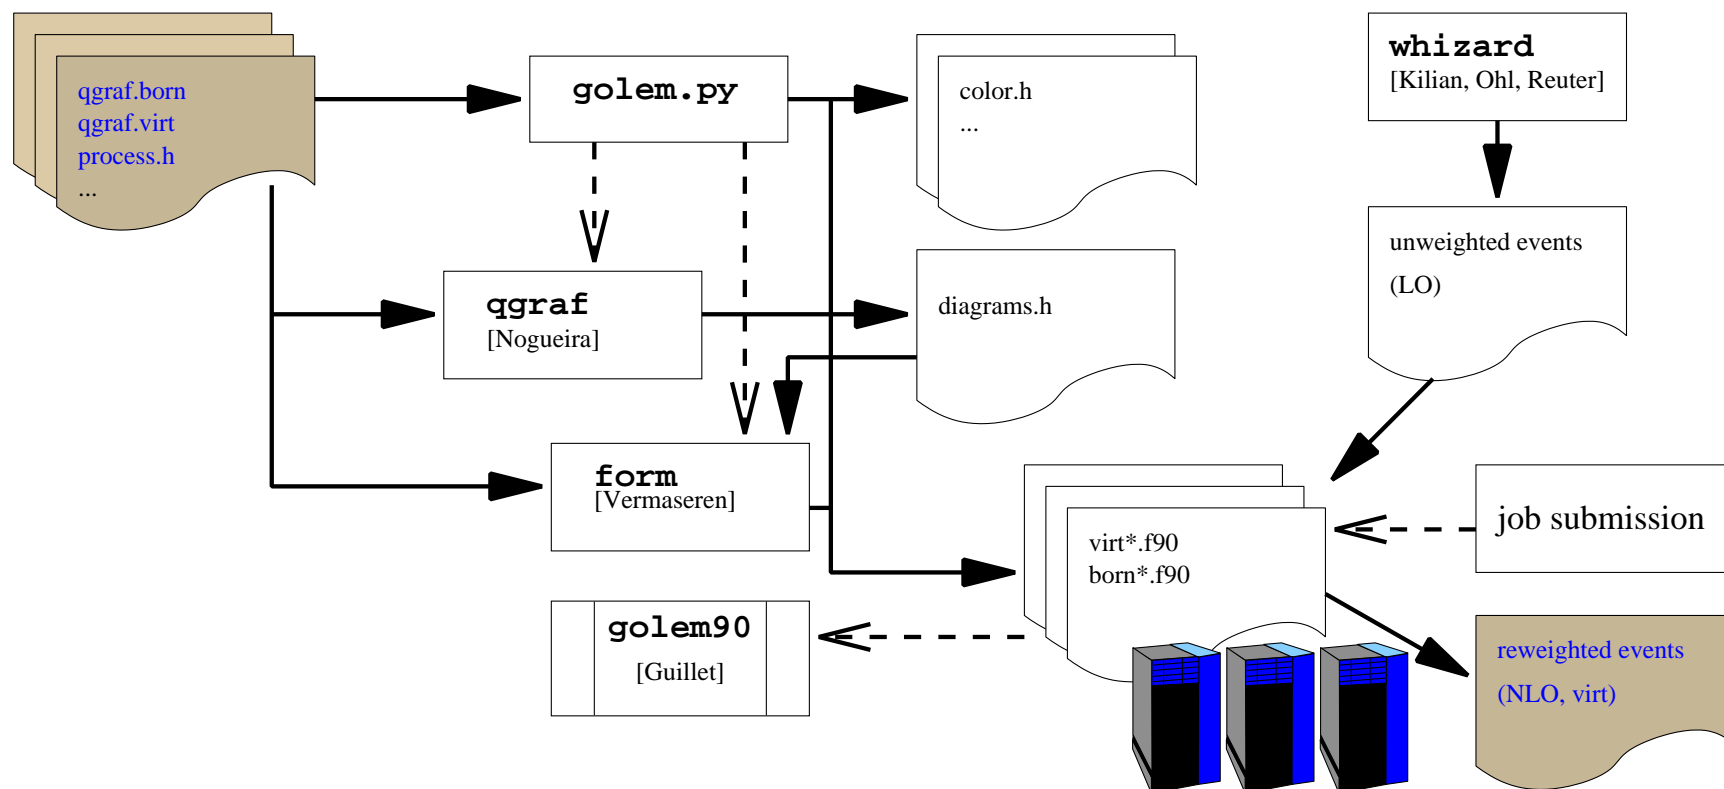 qgraf.born
qgraf.virt
process.h
...
golem.py
color.h
...
whizard
[Kilian, Ohl, Reuter]
unweighted events
(LO)
qgraf
[Nogueira]
diagrams.h
form
[Vermaseren]
virt*.f90
born*.f90
job submission
golem90
[Guillet]
reweighted events
(NLO, virt)